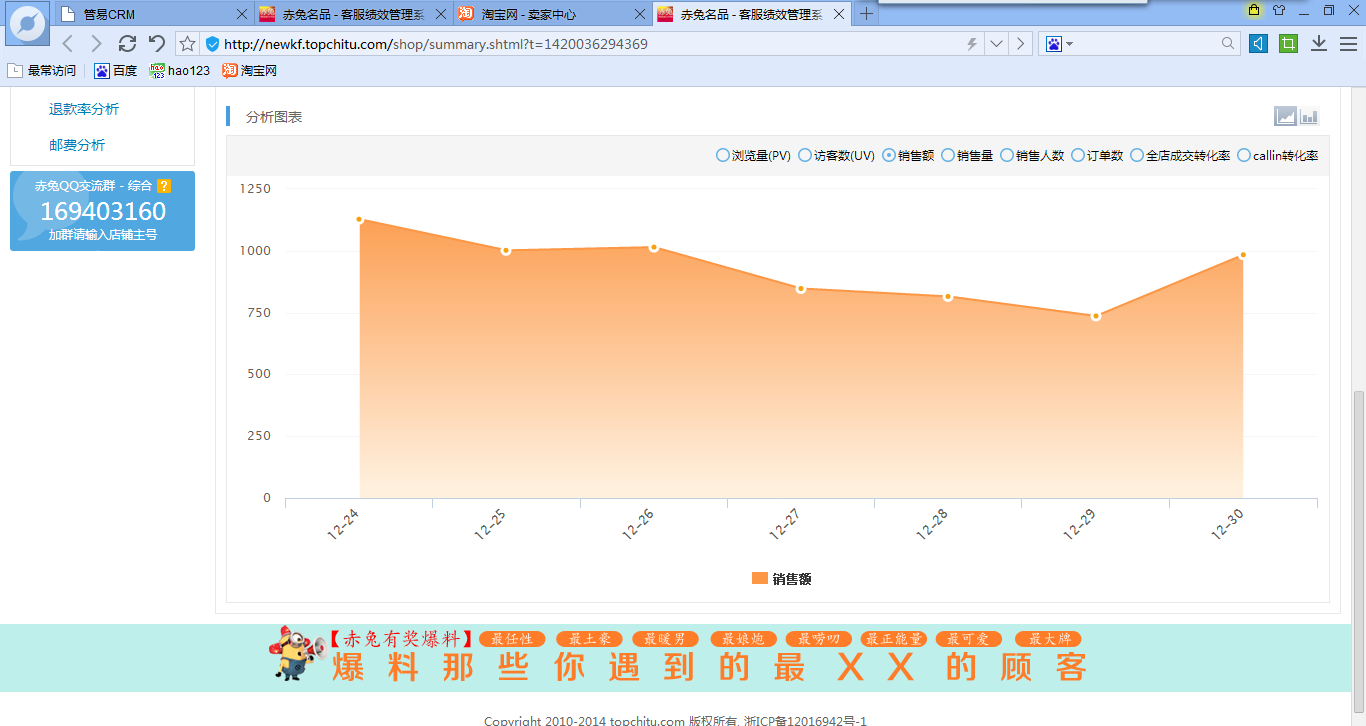 管易CRM
赤兔名品 - 客服绩效管理系
淘 淘宝网 - 卖家中心
赤兔名品 - 客服绩效管理系
http://newkf.topchitu.com/shop/summary.shtml?t=1420036294369
最常访问 百度 hao123 淘 淘宝网
退款率分析
邮费分析
赤兔QQ交流群 - 综合 ?
169403160
加群请输入店铺主号
分析图表
浏览量(PV) 访客数(UV) 销售额 销售量 销售人数 订单数 全店成交转化率 callin转化率
1250
1000
750
500
250
0
12-24 12-25 12-26 12-27 12-28 12-29 12-30
销售额
【赤兔有奖爆料】 最任性 最土豪 最暖男 最娘炮 最唠叨 最正能量 最可爱 最大牌
爆料那些你遇到的最XX的顾客
Copyright 2010-2014 topchitu.com 版权所有. 浙ICP备12016942号-1